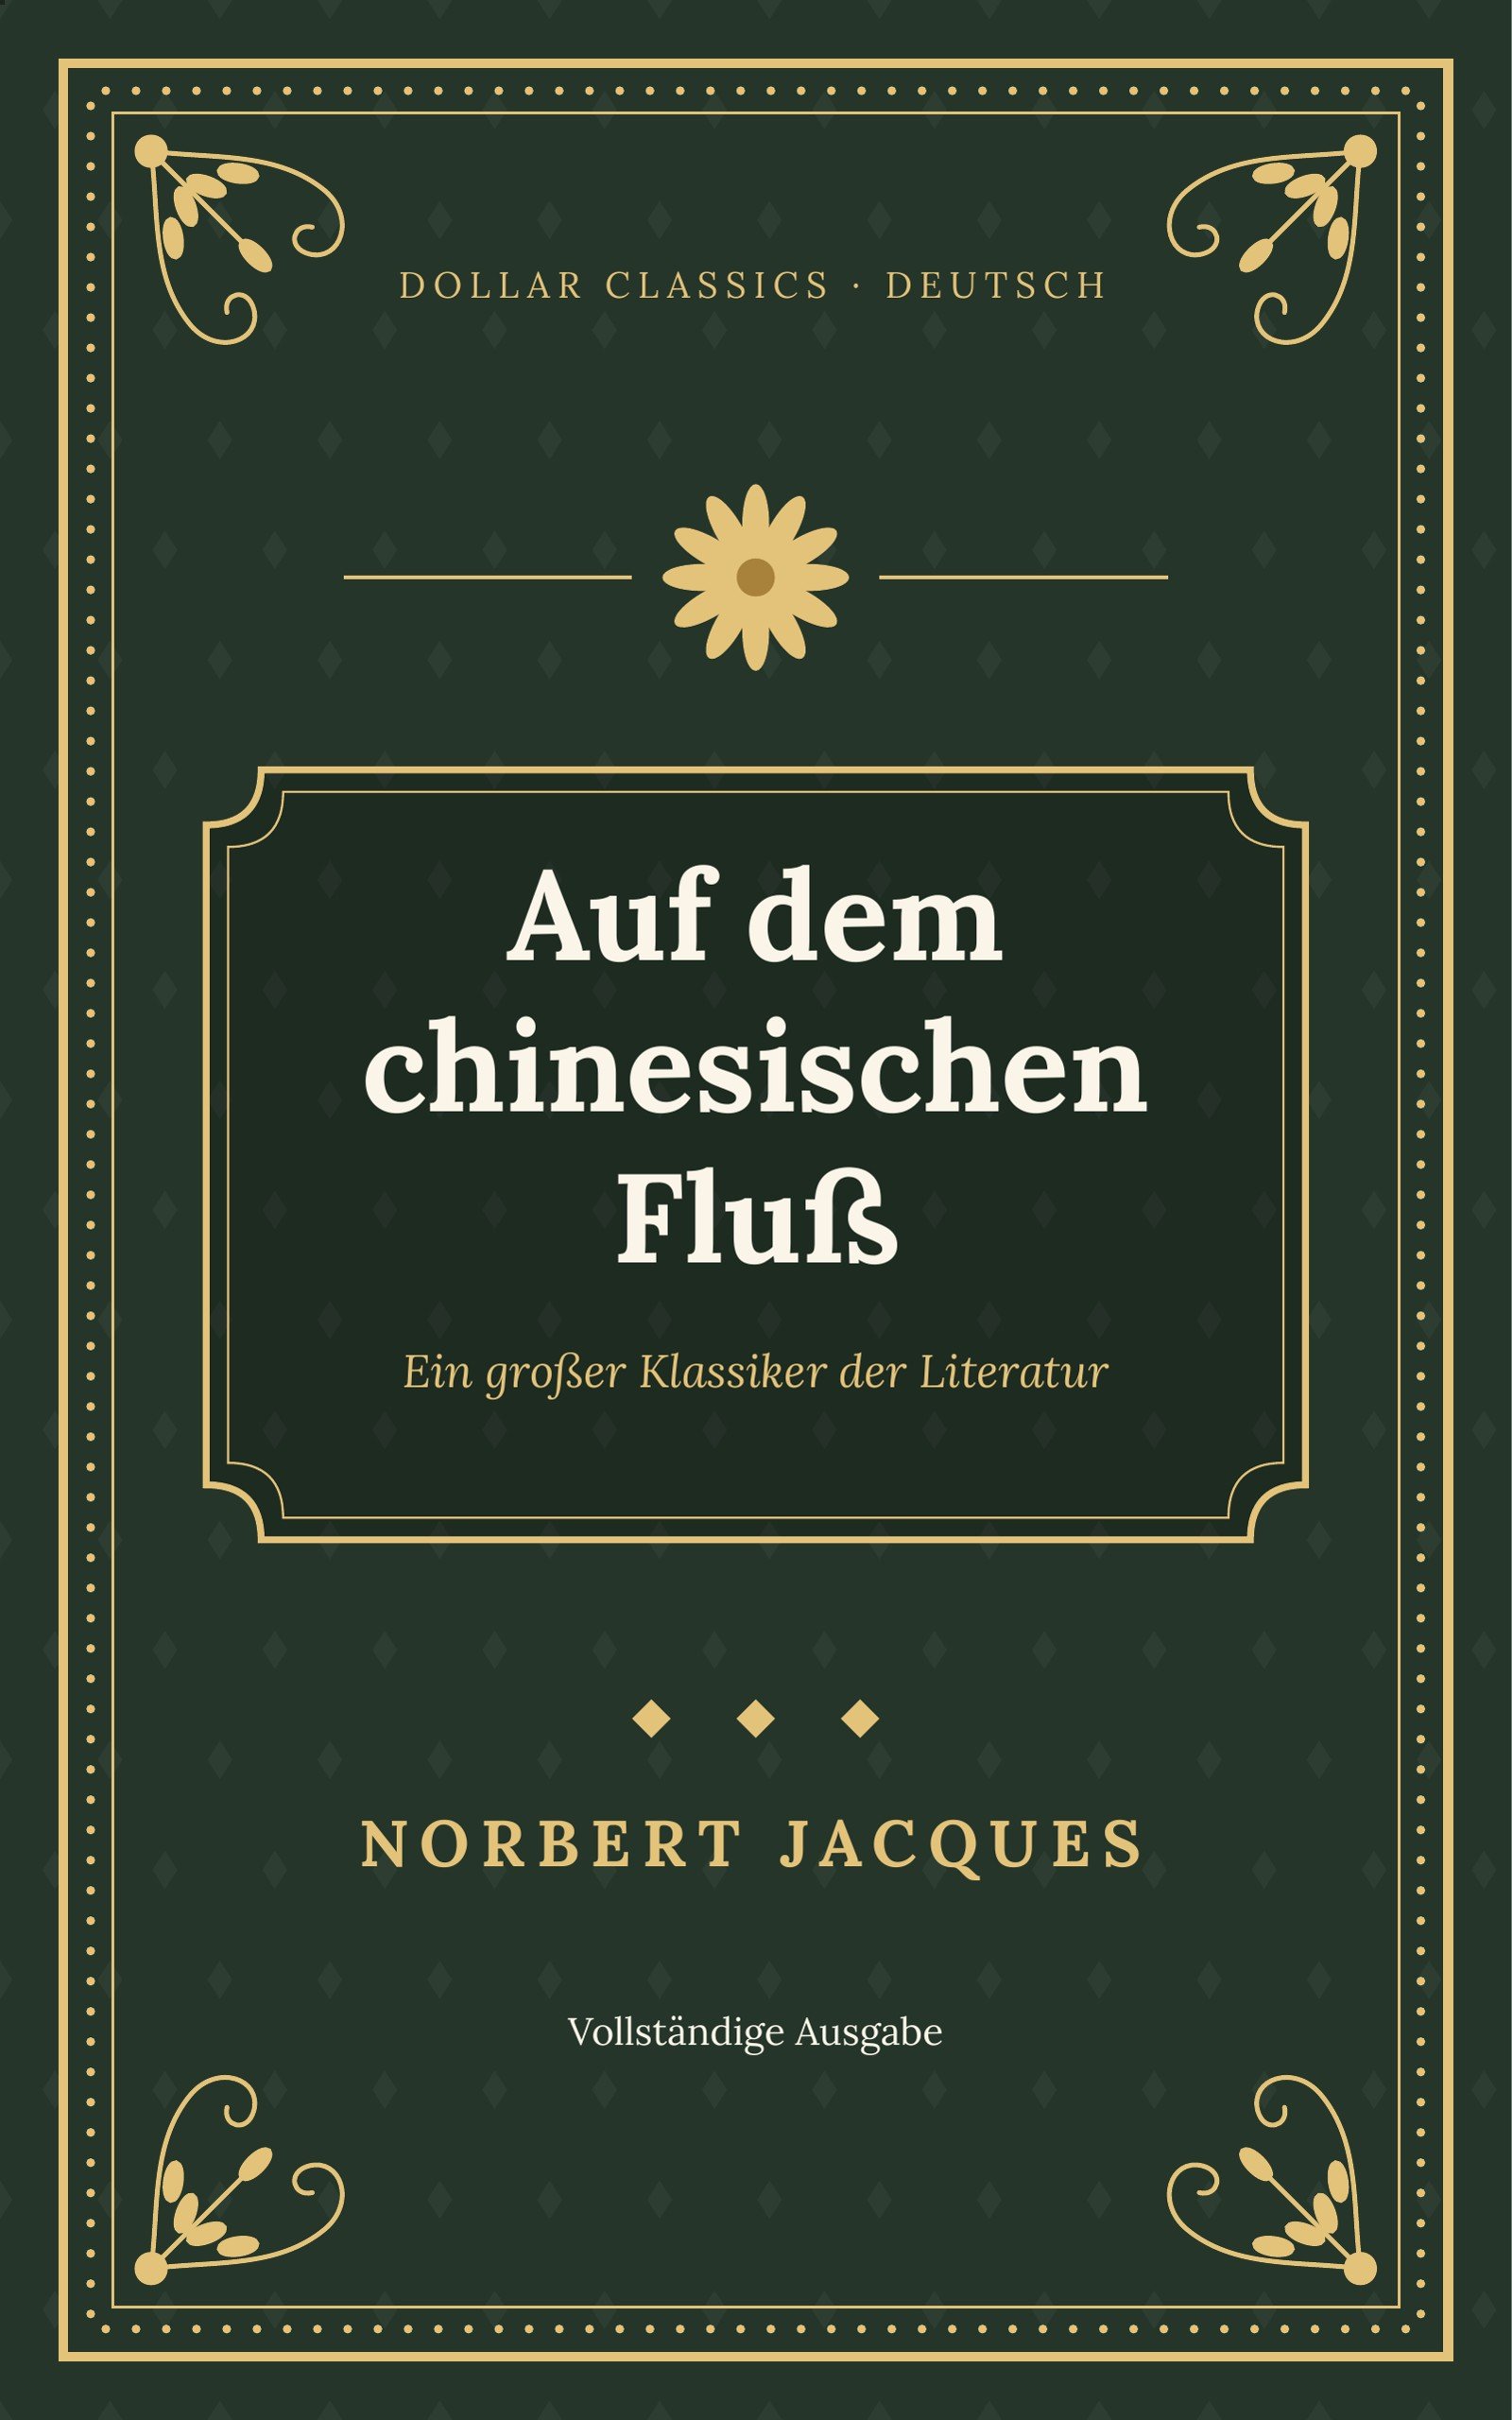 DOLLAR CLASSICS · DEUTSCH
Auf dem
chinesischen
Fluß
Ein großer Klassiker der Literatur
NORBERT JACQUES
Vollständige Ausgabe